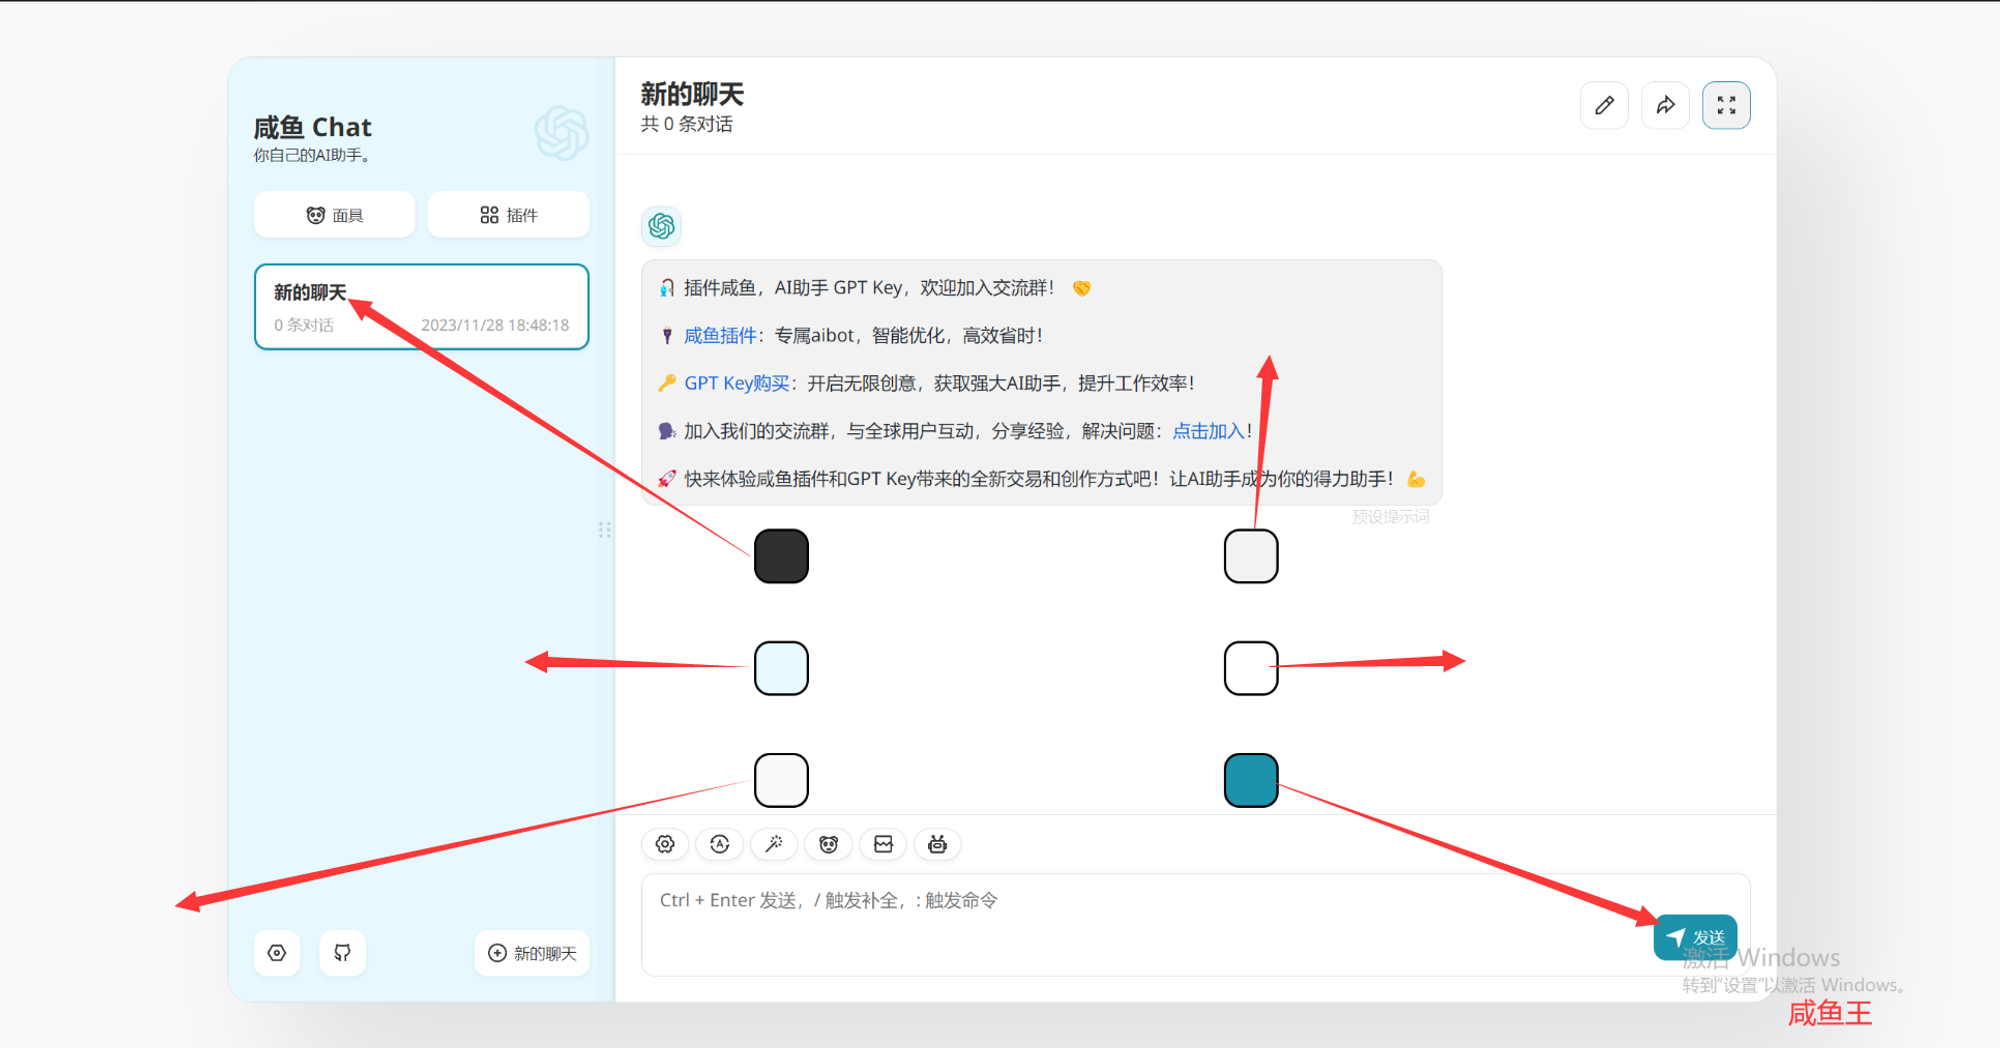 咸鱼 Chat
你自己的AI助手。
面具
插件
新的聊天
0 条对话
2023/11/28 18:48:18
新的聊天
新的聊天
共 0 条对话
插件咸鱼，AI助手 GPT Key，欢迎加入交流群！
咸鱼插件：专属aibot，智能优化，高效省时！
GPT Key购买：开启无限创意，获取强大AI助手，提升工作效率！
加入我们的交流群，与全球用户互动，分享经验，解决问题：点击加入！
快来体验咸鱼插件和GPT Key带来的全新交易和创作方式吧！让AI助手成为你的得力助手！
预设提示词
Ctrl + Enter 发送，/ 触发补全，: 触发命令
发送
激活 Windows
转到"设置"以激活 Windows。
咸鱼王